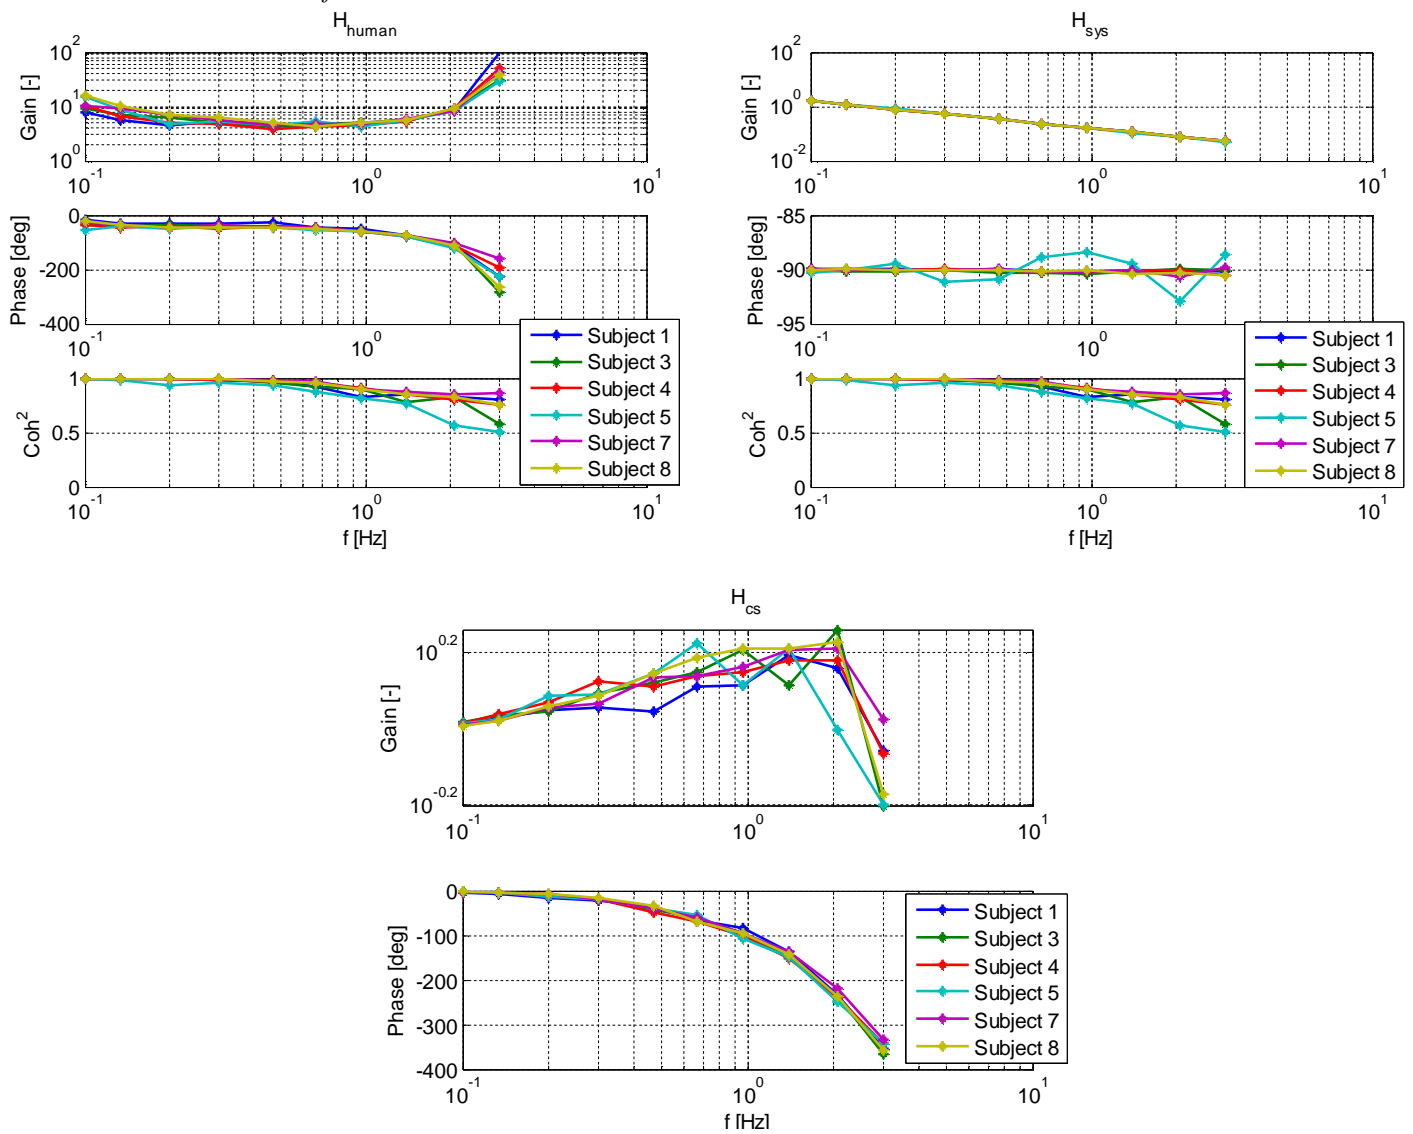 f
H_human
Gain [-]
10^2
10^1
10^0
10^-1 10^0 10^1
Phase [deg]
0
-200
-400
10^-1 10^0 10^1
Coh^2
1
0.5
0
10^-1 10^0 10^1
f [Hz]
Subject 1
Subject 3
Subject 4
Subject 5
Subject 7
Subject 8
H_sys
Gain [-]
10^2
10^0
10^-2
10^-1 10^0 10^1
Phase [deg]
-85
-90
-95
10^-1 10^0 10^1
Coh^2
1
0.5
0
10^-1 10^0 10^1
f [Hz]
Subject 1
Subject 3
Subject 4
Subject 5
Subject 7
Subject 8
H_cs
Gain [-]
10^0.2
10^-0.2
10^-1 10^0 10^1
Phase [deg]
0
-100
-200
-300
-400
10^-1 10^0 10^1
f [Hz]
Subject 1
Subject 3
Subject 4
Subject 5
Subject 7
Subject 8